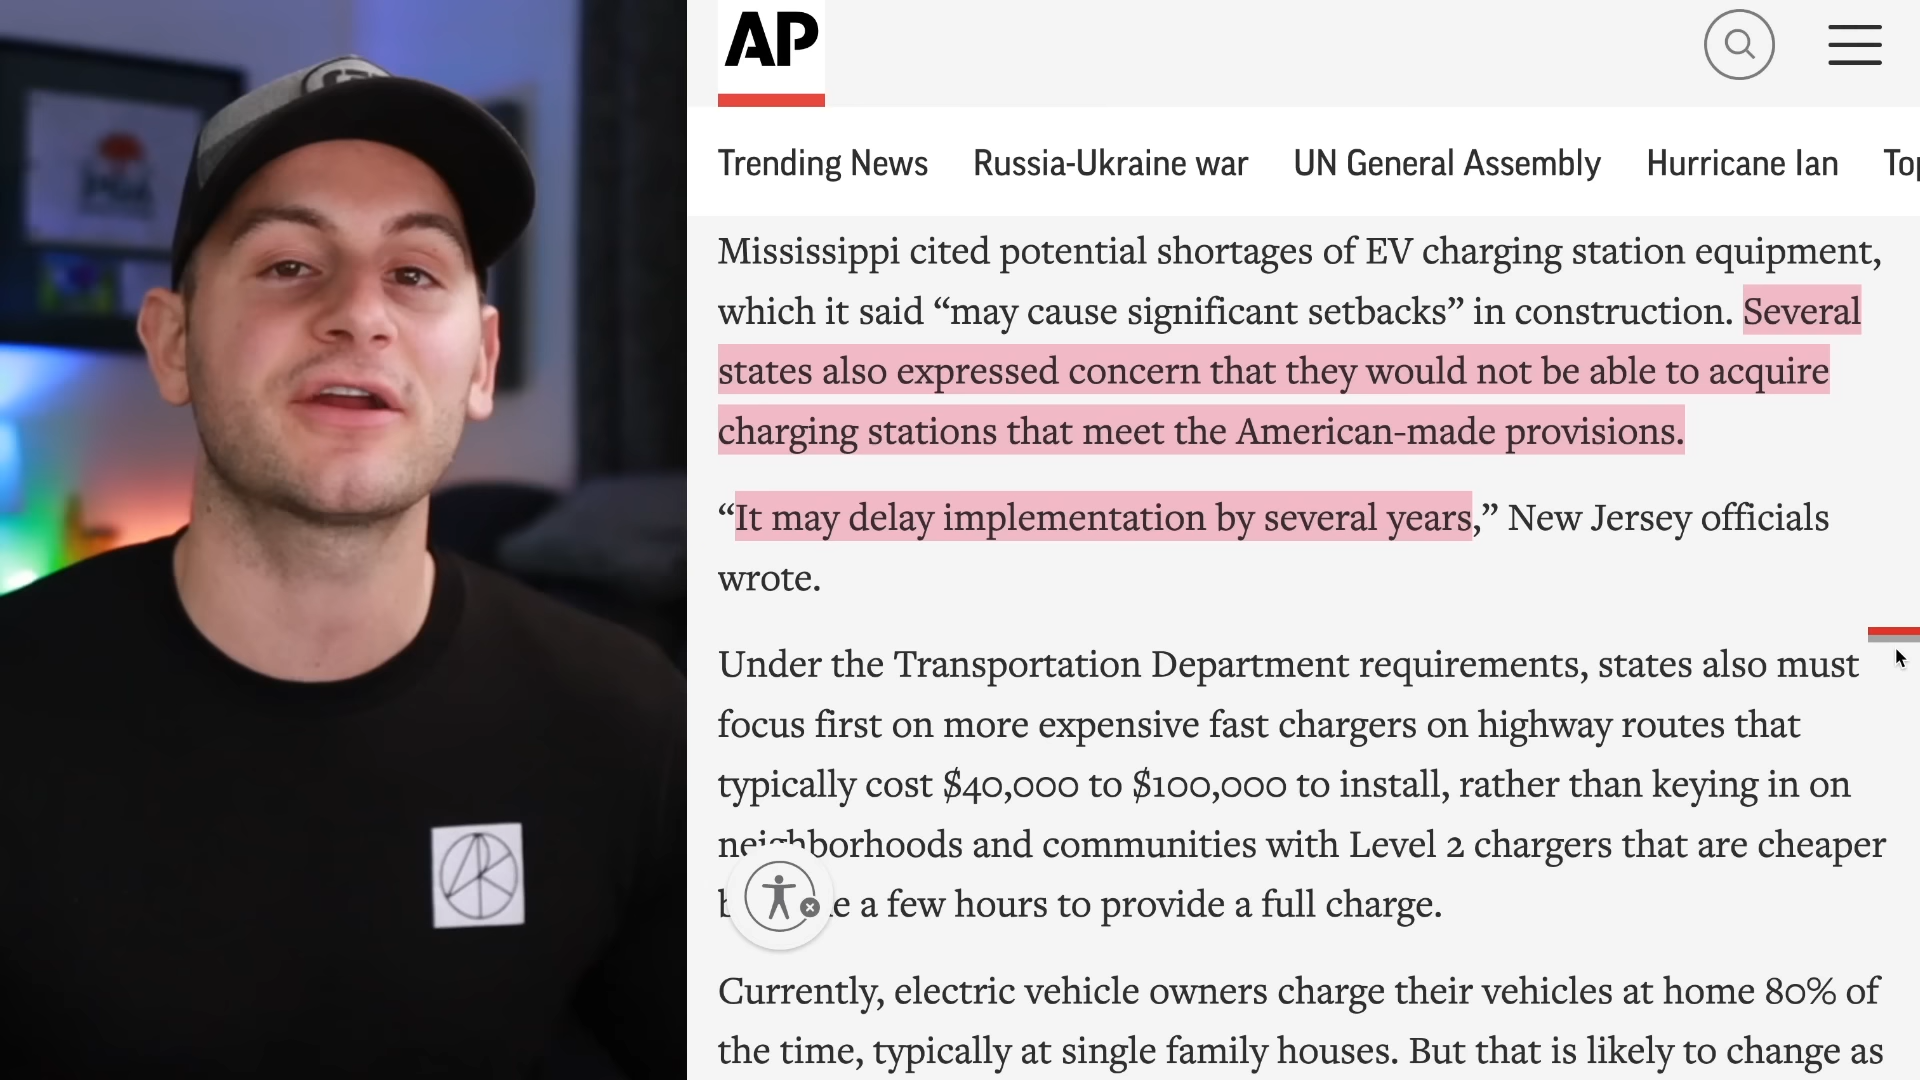 AP
Trending News Russia-Ukraine war UN General Assembly Hurricane Ian
Mississippi cited potential shortages of EV charging station equipment,
which it said “may cause significant setbacks” in construction. Several
states also expressed concern that they would not be able to acquire
charging stations that meet the American-made provisions.
“It may delay implementation by several years,” New Jersey officials
wrote.
Under the Transportation Department requirements, states also must
focus first on more expensive fast chargers on highway routes that
typically cost $40,000 to $100,000 to install, rather than keying in on
neighborhoods and communities with Level 2 chargers that are cheaper
a few hours to provide a full charge.
Currently, electric vehicle owners charge their vehicles at home 80% of
the time, typically at single family houses. But that is likely to change as